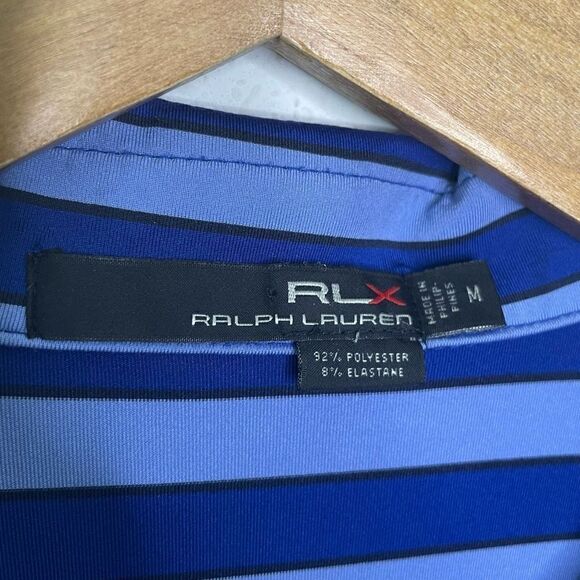 RLX
RALPH LAUREN
MADE IN
PHILIP-
PINES
M
92% POLYESTER
8% ELASTANE